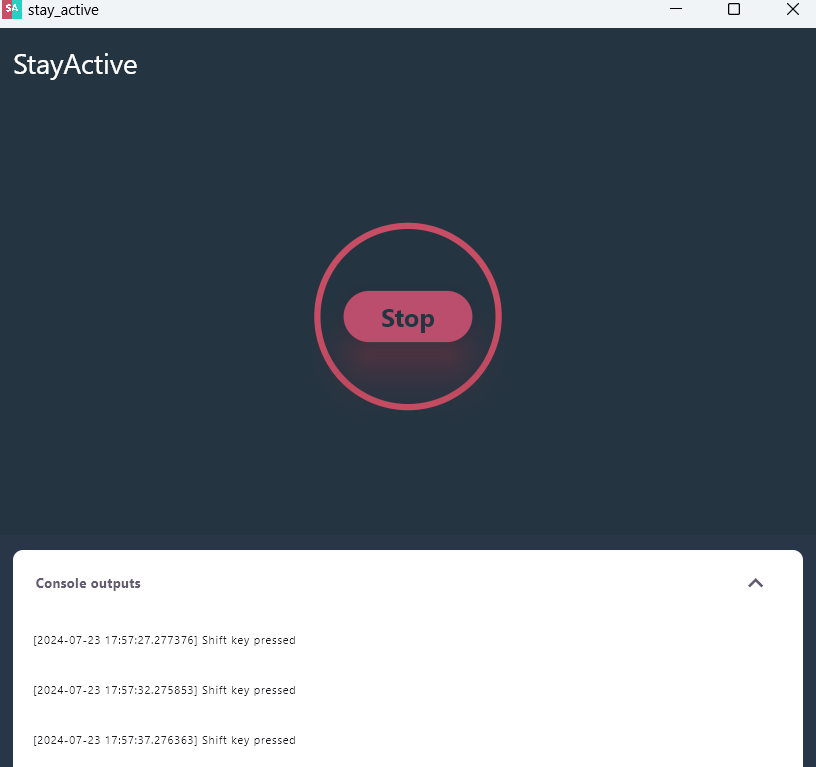 SA stay_active
StayActive
Stop
Console outputs
[2024-07-23 17:57:27.277376] Shift key pressed
[2024-07-23 17:57:32.275853] Shift key pressed
[2024-07-23 17:57:37.276363] Shift key pressed